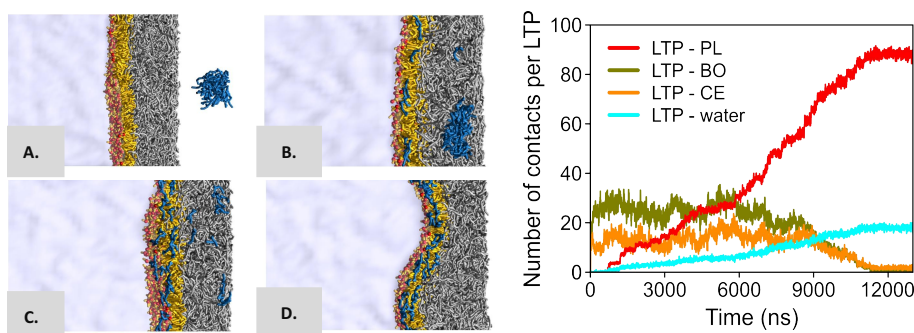 A.
B.
C.
D.
Number of contacts per LTP
100
80
60
40
20
0
LTP - PL
LTP - BO
LTP - CE
LTP - water
0 3000 6000 9000 12000
Time (ns)